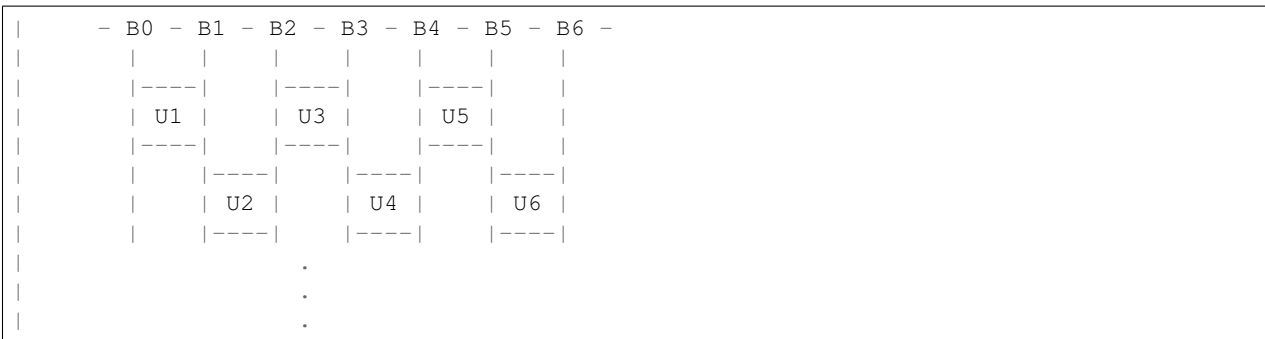 |      - B0 - B1 - B2 - B3 - B4 - B5 - B6 -
|        |    |    |    |    |    |    |
|        |----|    |----|    |----|    |
|        | U1 |    | U3 |    | U5 |    |
|        |----|    |----|    |----|    |
|        |    |----|    |----|    |----|
|        |    | U2 |    | U4 |    | U6 |
|        |    |----|    |----|    |----|
|                    .
|                    .
|                    .